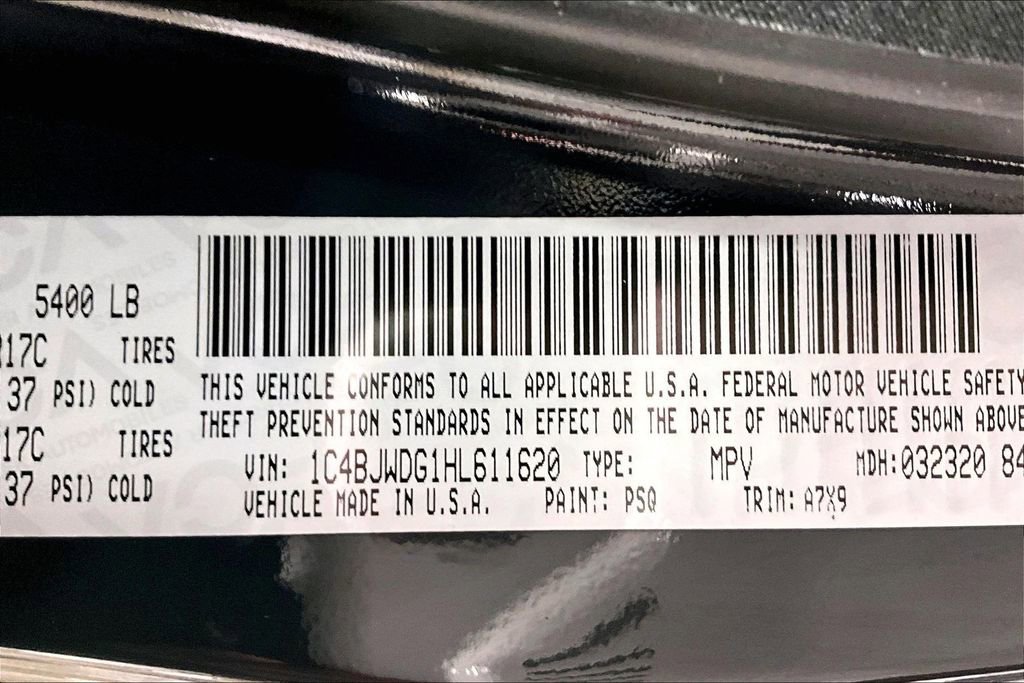 5400 LB
17C TIRES
37 PSI) COLD
17C TIRES
37 PSI) COLD
THIS VEHICLE CONFORMS TO ALL APPLICABLE U.S.A. FEDERAL MOTOR VEHICLE SAFETY
THEFT PREVENTION STANDARDS IN EFFECT ON THE DATE OF MANUFACTURE SHOWN ABOVE
VIN: 1C4BJWDG1HL611620 TYPE: MPV MDH:032320 84
VEHICLE MADE IN U.S.A. PAINT: PSQ TRIM: A7X9